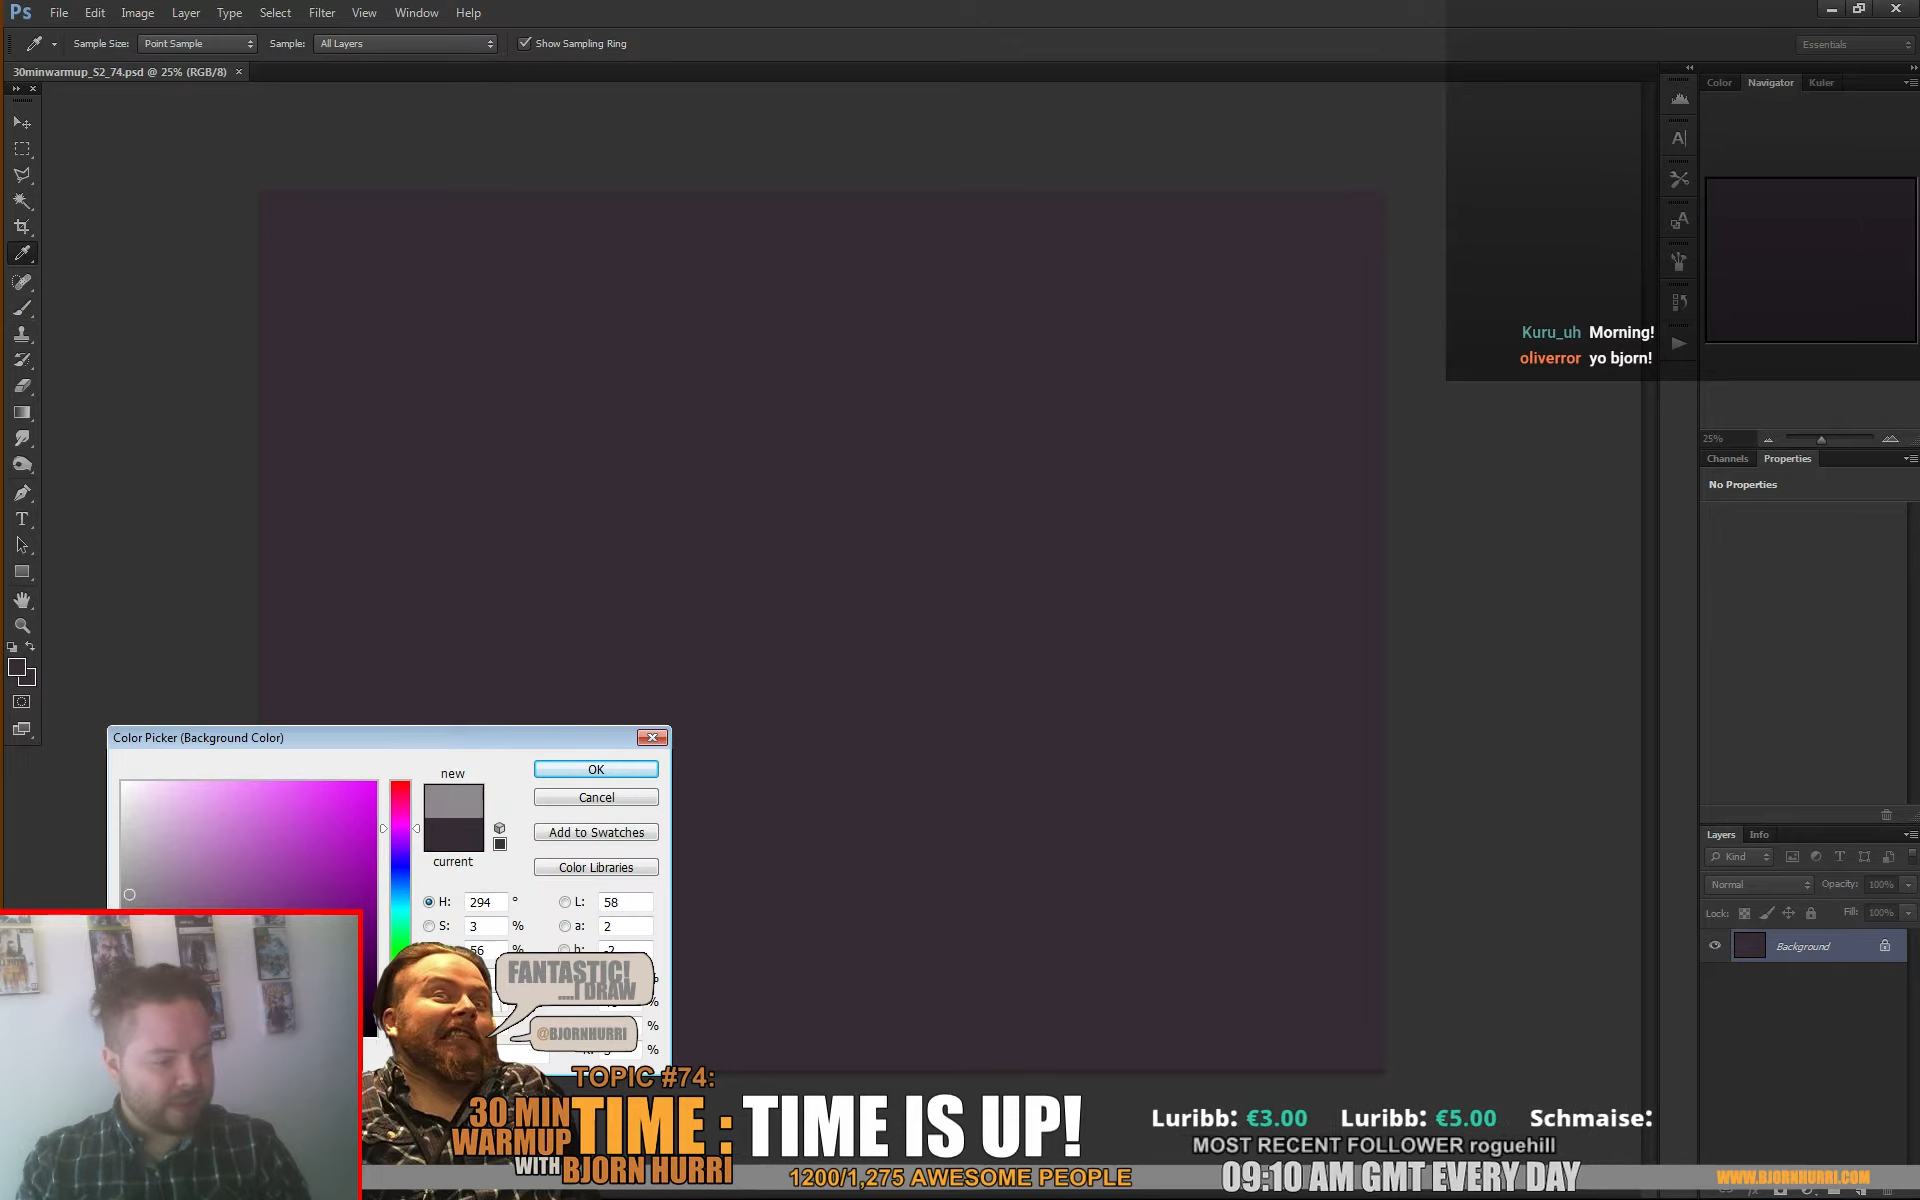 Ps File Edit Image Layer Type Select Filter View Window Help
Sample Size: Point Sample Sample: All Layers Show Sampling Ring Essentials
30minwarmup_S2_74.psd @ 25% (RGB/8)
Color Navigator Kuler
Kuru_uh Morning!
oliverror yo bjorn!
25%
Channels Properties
No Properties
Color Picker (Background Color)
new
current
OK
Cancel
Add to Swatches
Color Libraries
H: 294 ° L: 58
S: 3 % a: 2
56 % b: -2
%
%
%
Layers Info
Kind
Normal Opacity: 100%
Lock: Fill: 100%
Background
FANTASTIC!
....I DRAW
@BJORNHURRI
TOPIC #74:
30 MIN
WARMUP
WITH BJORN HURRI
TIME : TIME IS UP!
1200/1,275 AWESOME PEOPLE
Luribb: €3.00 Luribb: €5.00 Schmaise:
MOST RECENT FOLLOWER roguehill
09:10 AM GMT EVERY DAY
WWW.BJORNHURRI.COM